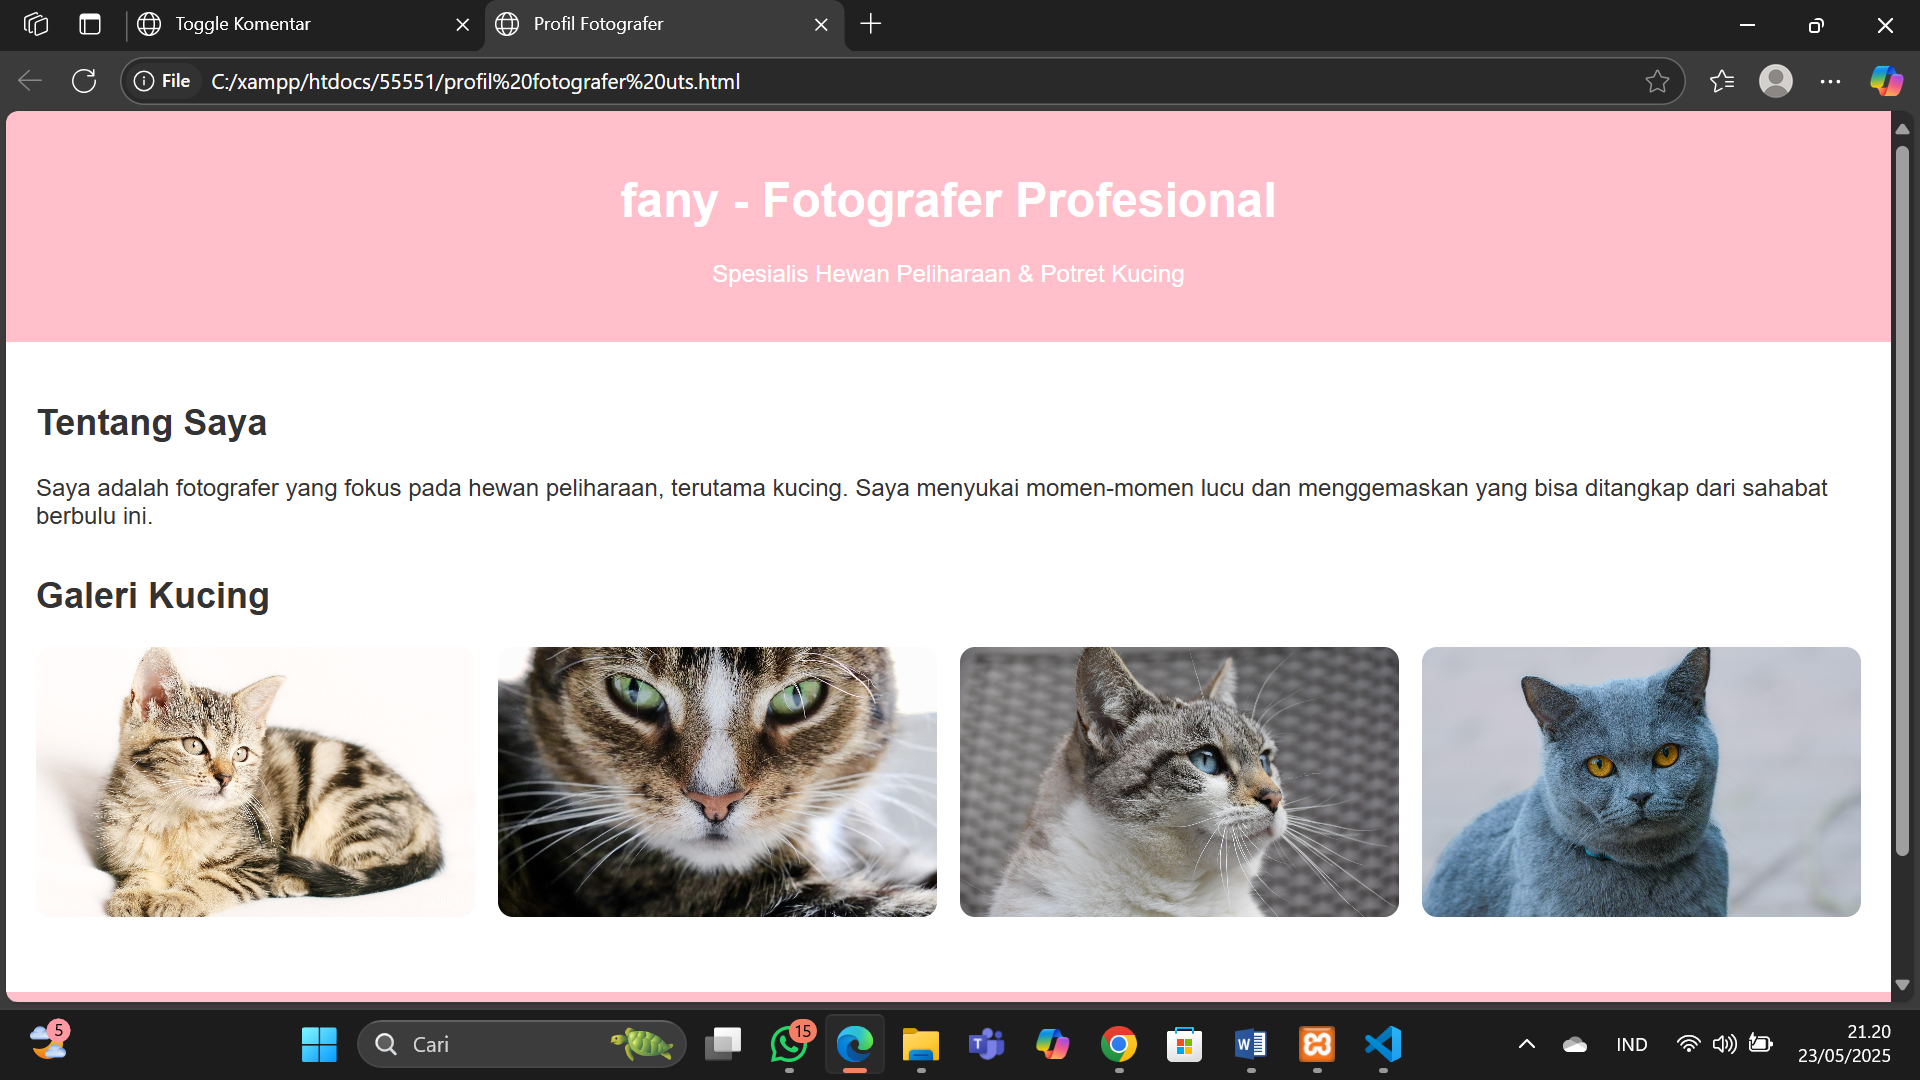 Toggle Komentar
Profil Fotografer
File
C:/xampp/htdocs/55551/profil%20fotografer%20uts.html
fany - Fotografer Profesional
Spesialis Hewan Peliharaan & Potret Kucing
Tentang Saya
Saya adalah fotografer yang fokus pada hewan peliharaan, terutama kucing. Saya menyukai momen-momen lucu dan menggemaskan yang bisa ditangkap dari sahabat
berbulu ini.
Galeri Kucing
5
Cari
15
IND
21.20
23/05/2025